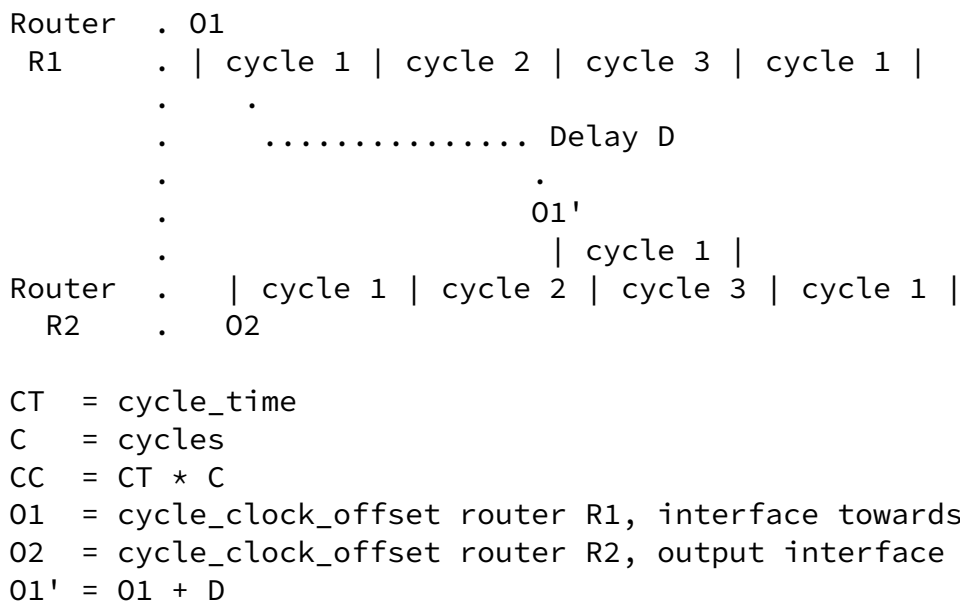 Router  . O1
 R1     . | cycle 1 | cycle 2 | cycle 3 | cycle 1 |
        .    .
        .     ............... Delay D
        .                    .
        .                    O1'
        .                     | cycle 1 |
Router  .   | cycle 1 | cycle 2 | cycle 3 | cycle 1 |
  R2    .   O2
CT  = cycle_time
C   = cycles
CC  = CT * C
O1  = cycle_clock_offset router R1, interface towards
O2  = cycle_clock_offset router R2, output interface
O1' = O1 + D